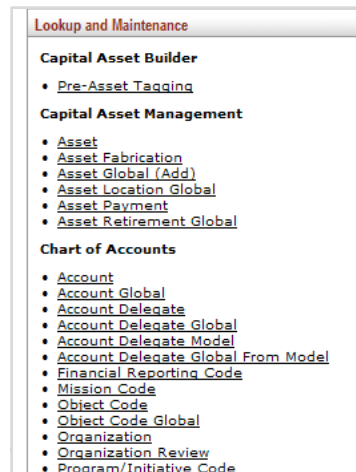 Lookup and Maintenance
Capital Asset Builder
• Pre-Asset Tagging
Capital Asset Management
• Asset
• Asset Fabrication
• Asset Global (Add)
• Asset Location Global
• Asset Payment
• Asset Retirement Global
Chart of Accounts
• Account
• Account Global
• Account Delegate
• Account Delegate Global
• Account Delegate Model
• Account Delegate Global From Model
• Financial Reporting Code
• Mission Code
• Object Code
• Object Code Global
• Organization
• Organization Review
• Program/Initiative Code